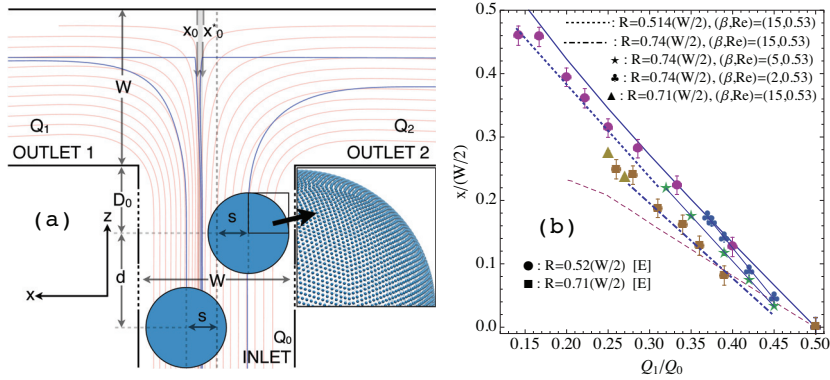 x₀ x*₀
W
Q₁
Q₂
OUTLET 1
OUTLET 2
D₀
(a)
z
s
d
W
x
s
Q₀
INLET
0.5
0.4
0.3
0.2
0.1
0.0
x/(W/2)
: R=0.514(W/2), (β,Re)=(15,0.53)
: R=0.74(W/2), (β,Re)=(15,0.53)
★ : R=0.74(W/2), (β,Re)=(5,0.53)
♣ : R=0.74(W/2), (β,Re)=(2,0.53)
▲ : R=0.71(W/2), (β,Re)=(15,0.53)
(b)
● : R=0.52(W/2) [E]
■ : R=0.71(W/2) [E]
0.15 0.20 0.25 0.30 0.35 0.40 0.45 0.50
Q₁/Q₀